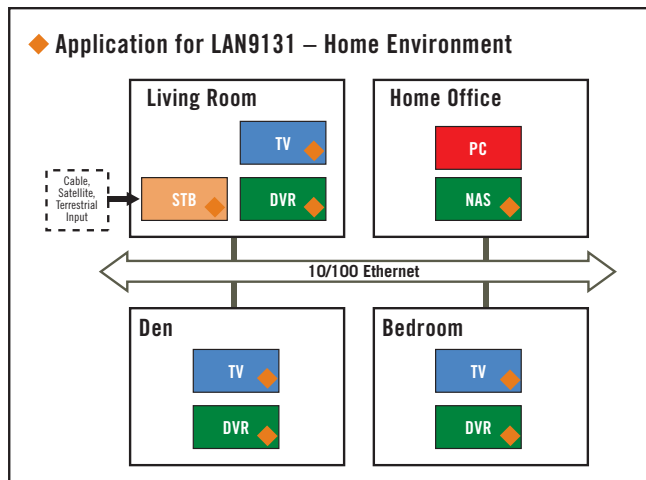 Application for LAN9131 – Home Environment
Living Room
TV
Cable,
Satellite,
Terrestrial
Input
STB
DVR
Home Office
PC
NAS
10/100 Ethernet
Den
TV
DVR
Bedroom
TV
DVR